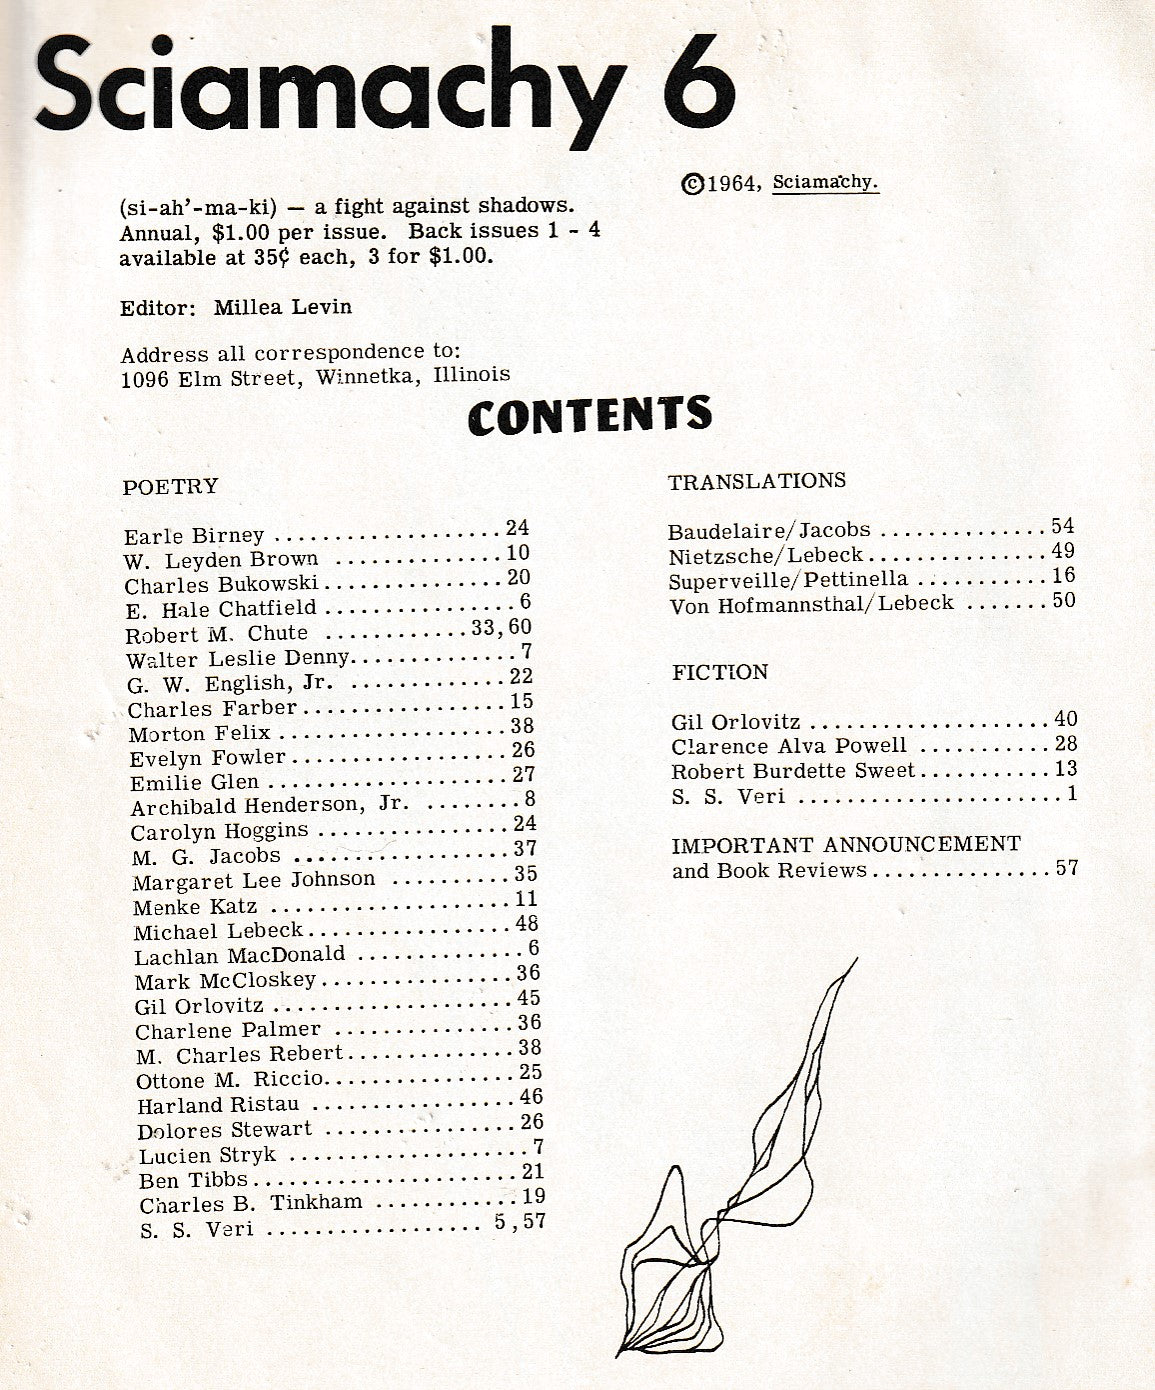 Sciamachy 6
©1964, Sciamachy.
(si-ah’-ma-ki) — a fight against shadows.
Annual, $1.00 per issue. Back issues 1 - 4
available at 35¢ each, 3 for $1.00.
Editor: Millea Levin
Address all correspondence to:
1096 Elm Street, Winnetka, Illinois
CONTENTS
POETRY
Earle Birney ...................24
W. Leyden Brown ..............10
Charles Bukowski...............20
E. Hale Chatfield................6
Robert M. Chute ............33,60
Walter Leslie Denny..............7
G. W. English, Jr. .............22
Charles Farber.................15
Morton Felix ...................38
Evelyn Fowler..................26
Emilie Glen ....................27
Archibald Henderson, Jr. ........8
Carolyn Hoggins ................24
M. G. Jacobs ..................37
Margaret Lee Johnson ..........35
Menke Katz ....................11
Michael Lebeck.................48
Lachlan MacDonald ..............6
Mark McCloskey................36
Gil Orlovitz ....................45
Charlene Palmer ...............36
M. Charles Rebert..............38
Ottone M. Riccio................25
Harland Ristau .................46
Dolores Stewart ................26
Lucien Stryk ....................7
Ben Tibbs......................21
Charles B. Tinkham ............19
S. S. Veri .................. 5,57
TRANSLATIONS
Baudelaire/Jacobs ..............54
Nietzsche/Lebeck...............49
Superveille/Pettinella ...........16
Von Hofmannsthal/Lebeck .......50
FICTION
Gil Orlovitz ....................40
Clarence Alva Powell ...........28
Robert Burdette Sweet...........13
S. S. Veri ......................1
IMPORTANT ANNOUNCEMENT
and Book Reviews...............57